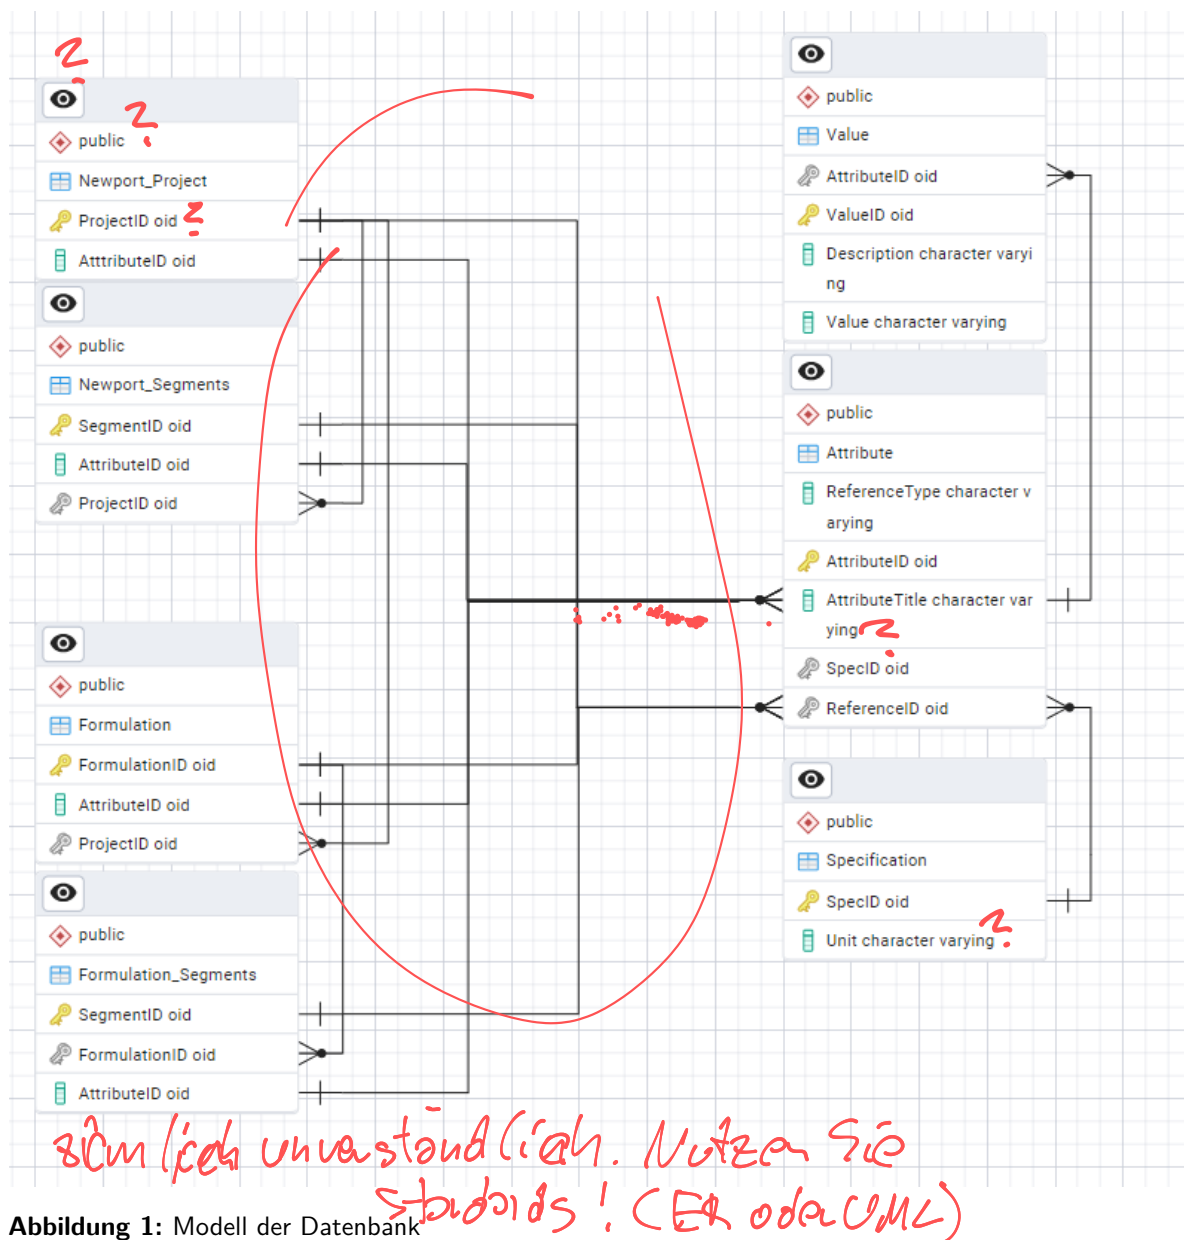 ?
public ?
Newport_Project
ProjectID oid ?
AtttributeID oid
public
Newport_Segments
SegmentID oid
AttributeID oid
ProjectID oid
public
Formulation
FormulationID oid
AttributeID oid
ProjectID oid
public
Formulation_Segments
SegmentID oid
FormulationID oid
AttributeID oid
public
Value
AttributeID oid
ValueID oid
Description character varyi
ng
Value character varying
public
Attribute
ReferenceType character v
arying
AttributeID oid
AttributeTitle character var
ying ?
SpecID oid
ReferenceID oid
public
Specification
SpecID oid
Unit character varying ?
ziemlich unverständlich. Nutzen Sie
Standards! (ER oder UML)
Abbildung 1: Modell der Datenbank